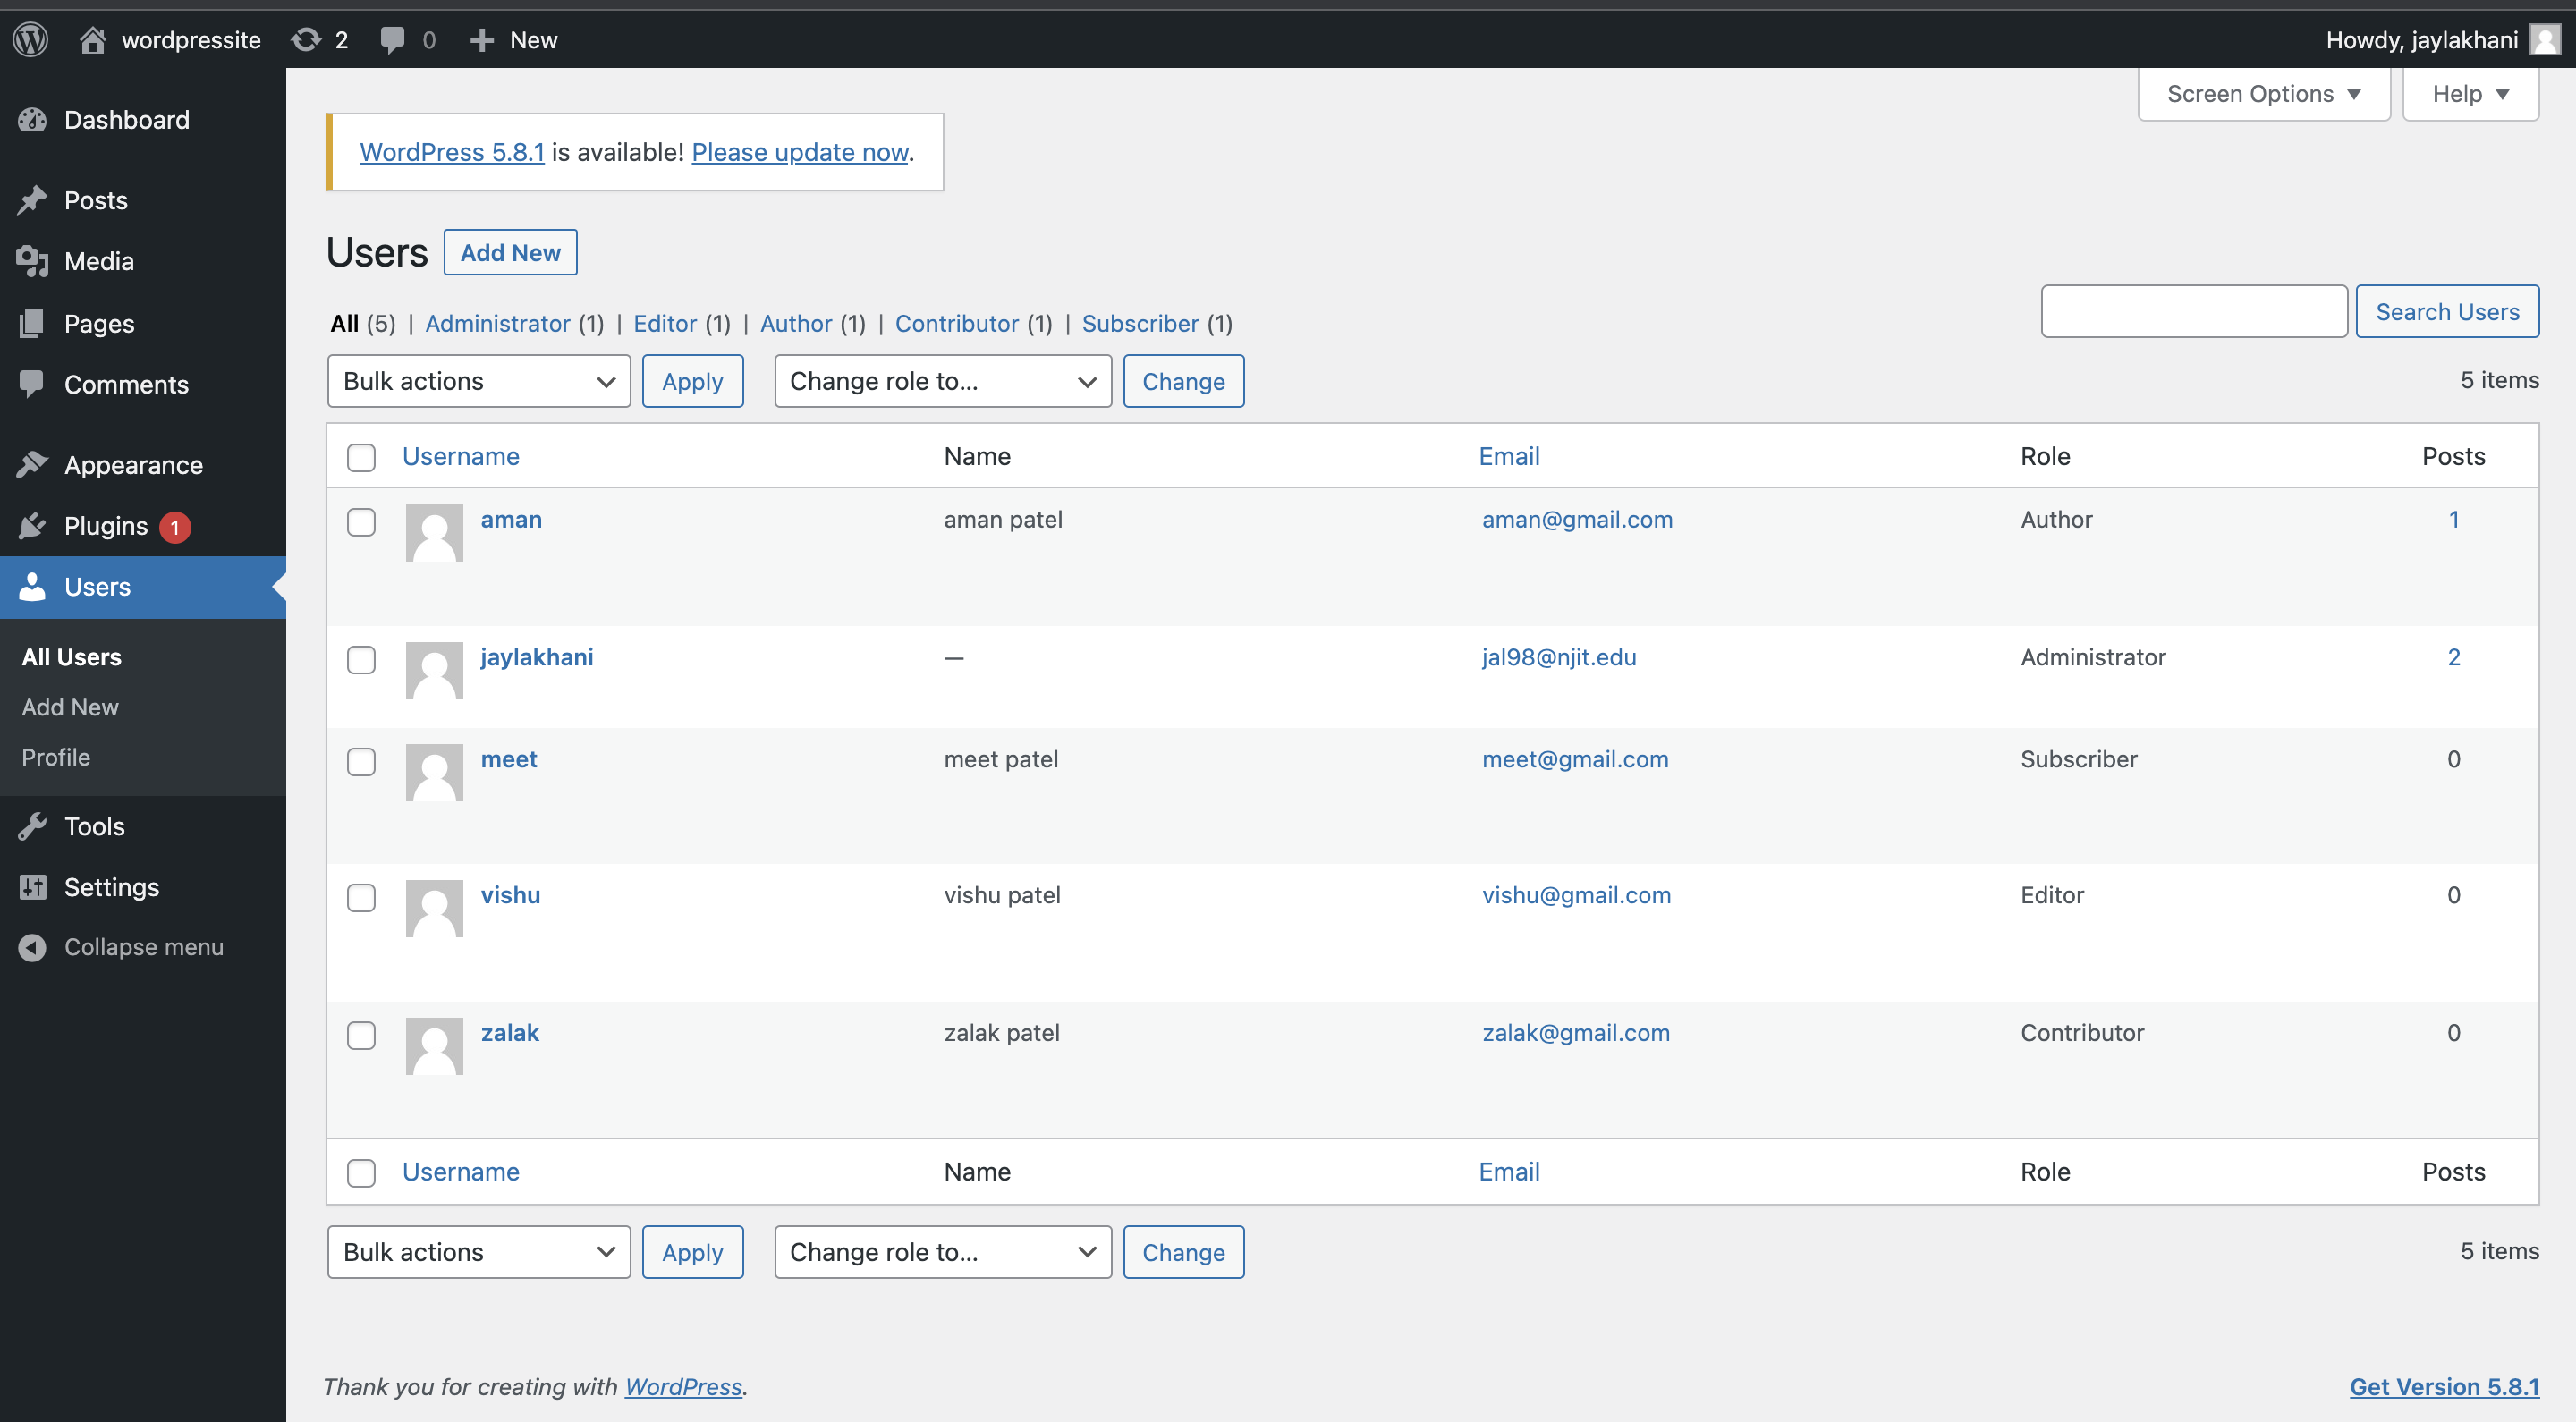 wordpressite 2 0 New Howdy, jaylakhani
Screen Options Help
Dashboard
Posts
Media
Pages
Comments
Appearance
Plugins 1
Users
All Users
Add New
Profile
Tools
Settings
Collapse menu
WordPress 5.8.1 is available! Please update now.
Users Add New
All (5) | Administrator (1) | Editor (1) | Author (1) | Contributor (1) | Subscriber (1)
Search Users
Bulk actions Apply Change role to... Change 5 items
Username Name Email Role Posts
aman aman patel aman@gmail.com Author 1
jaylakhani — jal98@njit.edu Administrator 2
meet meet patel meet@gmail.com Subscriber 0
vishu vishu patel vishu@gmail.com Editor 0
zalak zalak patel zalak@gmail.com Contributor 0
Username Name Email Role Posts
Bulk actions Apply Change role to... Change 5 items
Thank you for creating with WordPress. Get Version 5.8.1